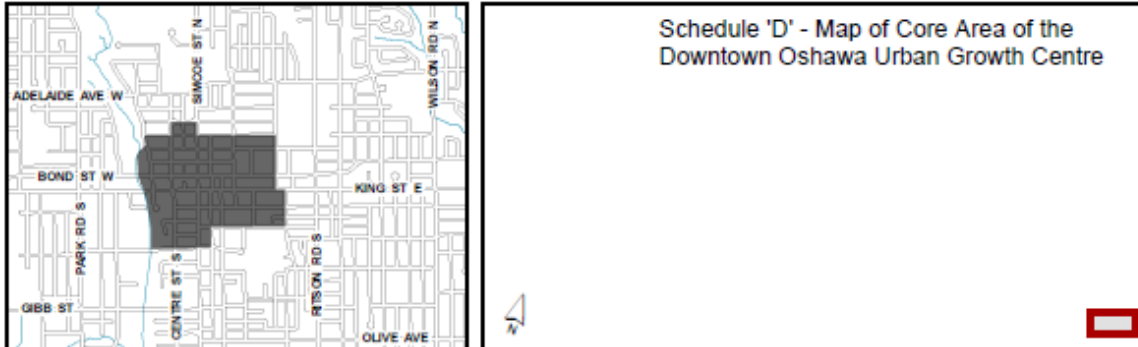 SIMCOE ST N
WILSON RD N
ADELAIDE AVE W
BOND ST W
KING ST E
PARK RD S
CENTRE ST S
RITSON RD S
GIBB ST
OLIVE AVE
Schedule 'D' - Map of Core Area of the
Downtown Oshawa Urban Growth Centre
N